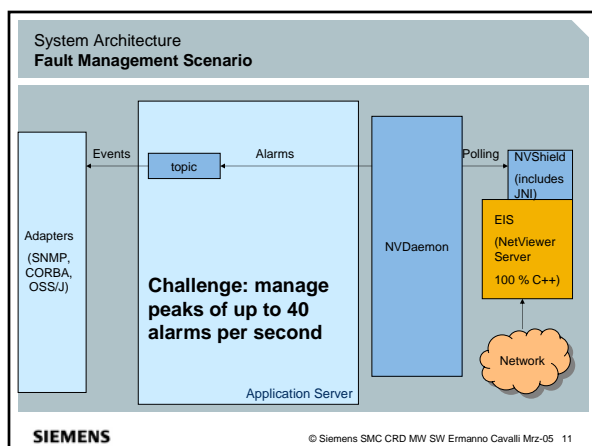 System Architecture
Fault Management Scenario
Events
topic
Alarms
Polling
NVShield
(includes
JNI)
Adapters
(SNMP,
CORBA,
OSS/J)
NVDaemon
EIS
(NetViewer
Server
100 % C++)
Challenge: manage
peaks of up to 40
alarms per second
Network
Application Server
SIEMENS
© Siemens SMC CRD MW SW Ermanno Cavalli Mrz-05 11